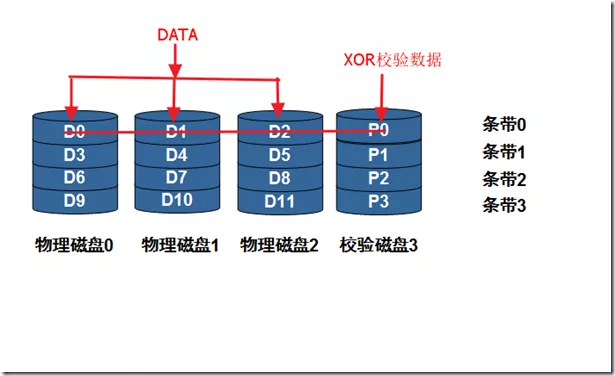 DATA
XOR校验数据
D0 D1 D2 P0 条带0
D3 D4 D5 P1 条带1
D6 D7 D8 P2 条带2
D9 D10 D11 P3 条带3
物理磁盘0 物理磁盘1 物理磁盘2 校验磁盘3